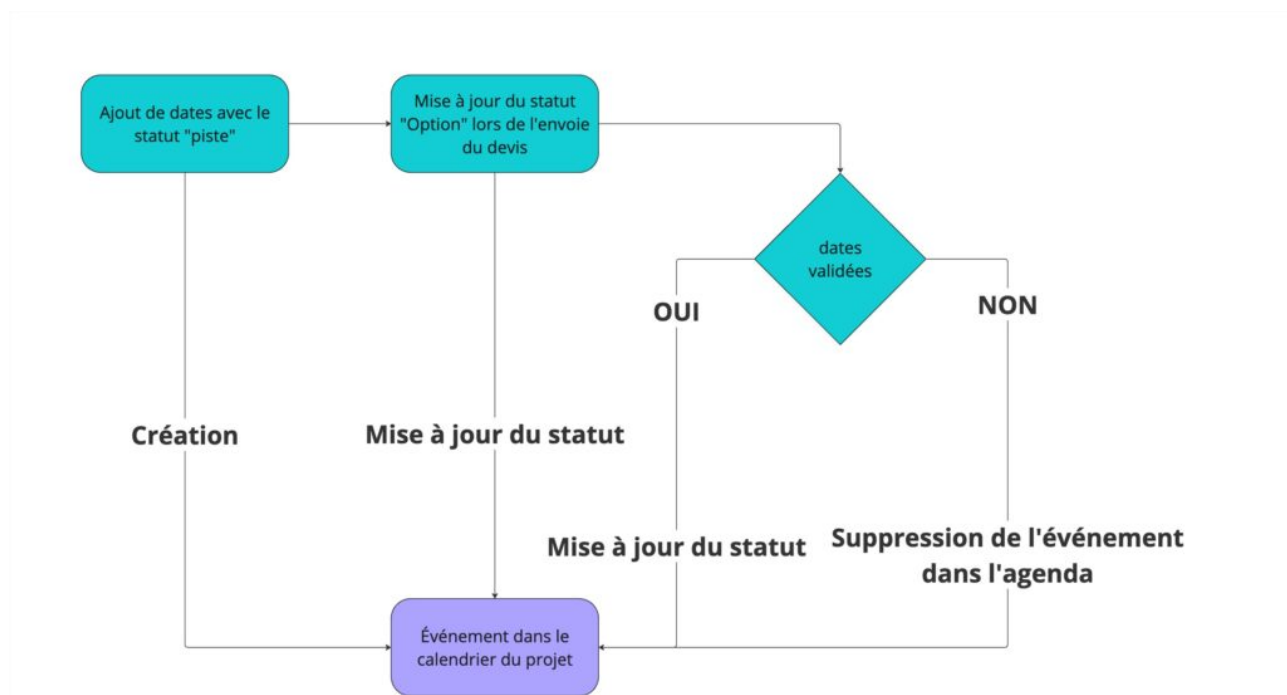 Ajout de dates avec le
statut "piste"
Mise à jour du statut
"Option" lors de l'envoie
du devis
dates
validées
OUI
NON
Création
Mise à jour du statut
Mise à jour du statut
Suppression de l'événement
dans l'agenda
Événement dans le
calendrier du projet